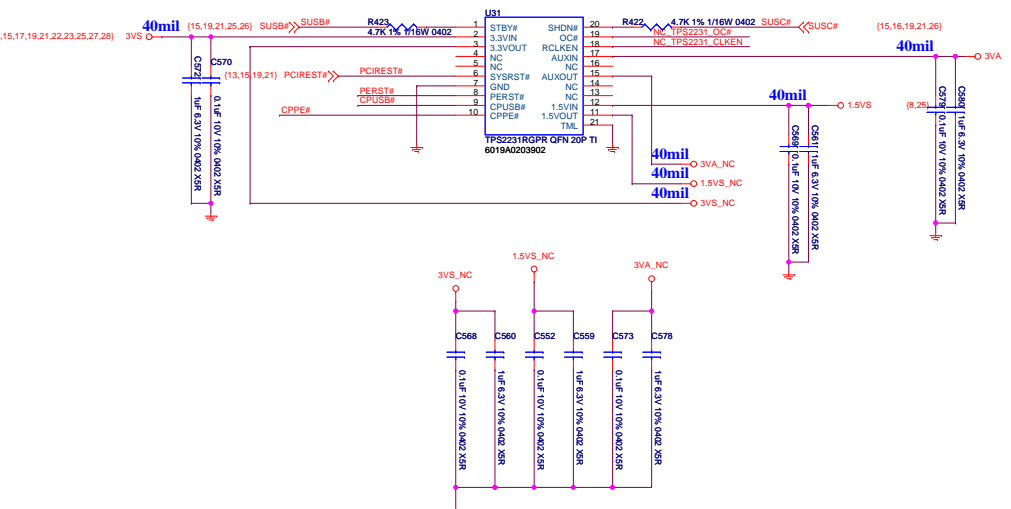 U31
40mil
{15,19,21,25,26}
SUSB#
SUSB#
R423
4.7K 1% 1/16W 0402
R422
4.7K 1% 1/16W 0402
SUSC#
SUSC#
{15,16,19,21,26}
,15,17,19,21,22,23,25,27,28}
3VS
1 STBY#
2 3.3VIN
3 3.3VOUT
4 NC
5 NC
6 SYSRST#
7 GND
8 PERST#
9 CPUSB#
10 CPPE#
SHDN# 20
OC# 19
RCLKEN 18
AUXIN 17
NC 16
AUXOUT 15
NC 14
NC 13
1.5VIN 12
1.5VOUT 11
TML 21
NC_TPS2231_OC#
NC_TPS2231_CLKEN
40mil
3VA
C572
1uF 6.3V 10% 0402 X5R
C570
0.1uF 10V 10% 0402 X5R
{13,15,19,21}
PCIREST#
PCIREST#
PERST#
CPUSB#
CPPE#
TPS2231RGPR QFN 20P TI
6019A0203902
40mil
1.5VS
{8,25}
C579
0.1uF 10V 10% 0402 X5R
C580
1uF 6.3V 10% 0402 X5R
C569
0.1uF 10V 10% 0402 X5R
C561
1uF 6.3V 10% 0402 X5R
40mil
3VA_NC
40mil
1.5VS_NC
40mil
3VS_NC
3VS_NC
1.5VS_NC
3VA_NC
C568
C560
C552
C559
C573
C578
0.1uF 10V 10% 0402 X5R
1uF 6.3V 10% 0402 X5R
0.1uF 10V 10% 0402 X5R
1uF 6.3V 10% 0402 X5R
0.1uF 10V 10% 0402 X5R
1uF 6.3V 10% 0402 X5R